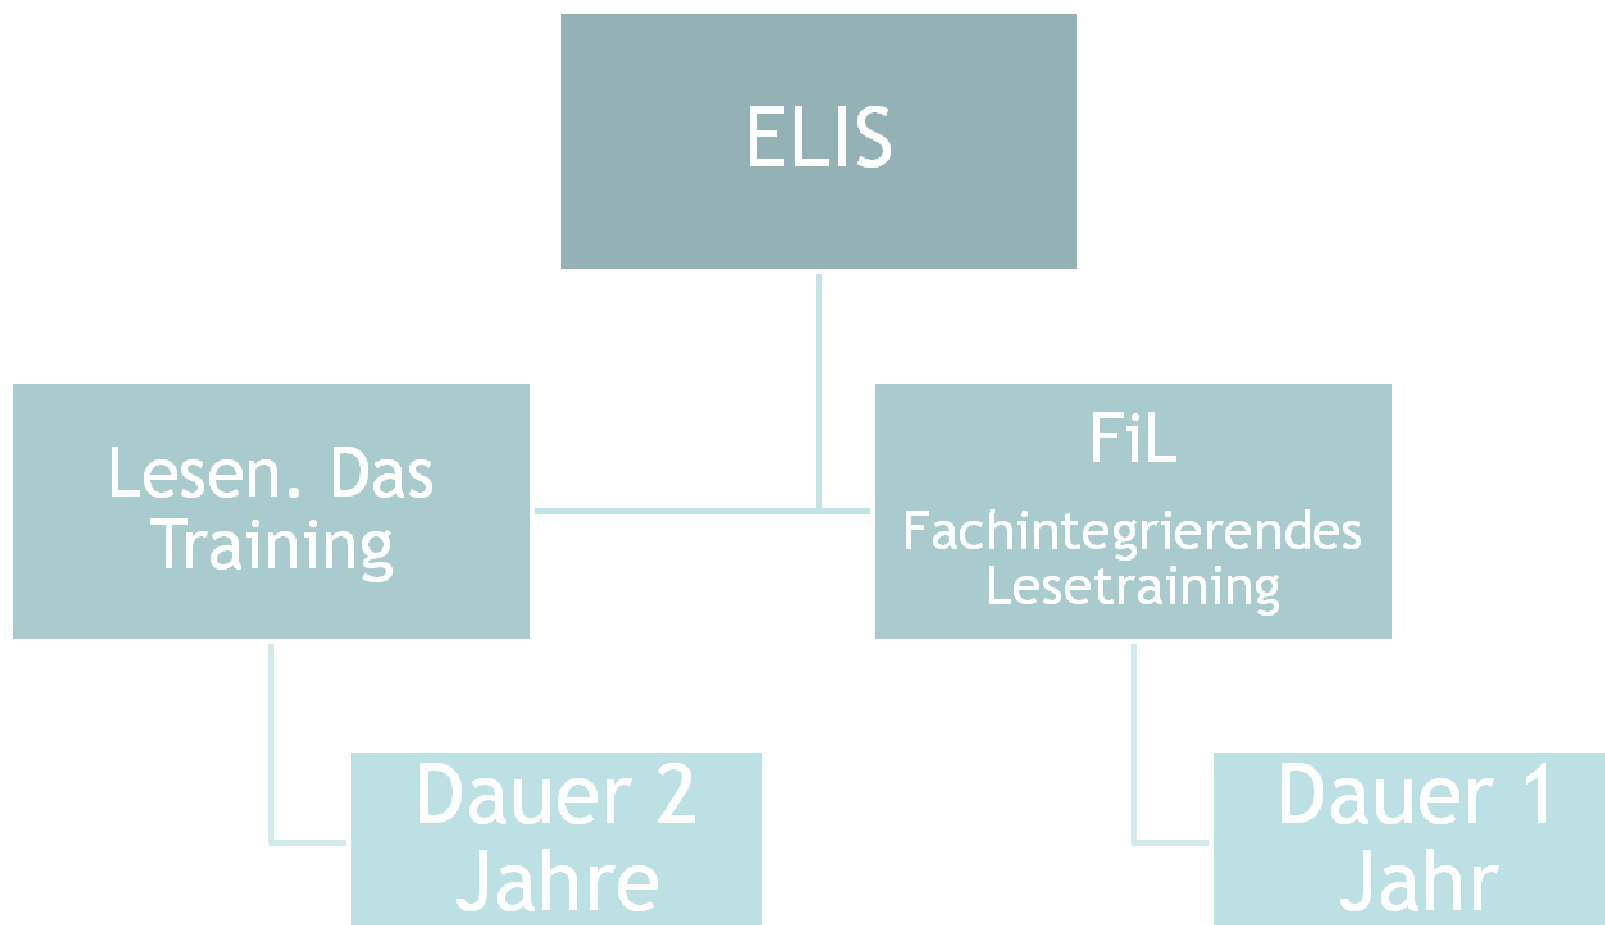 ELIS
Lesen. Das
Training
FiL
Fachintegrierendes
Lesetraining
Dauer 2
Jahre
Dauer 1
Jahr